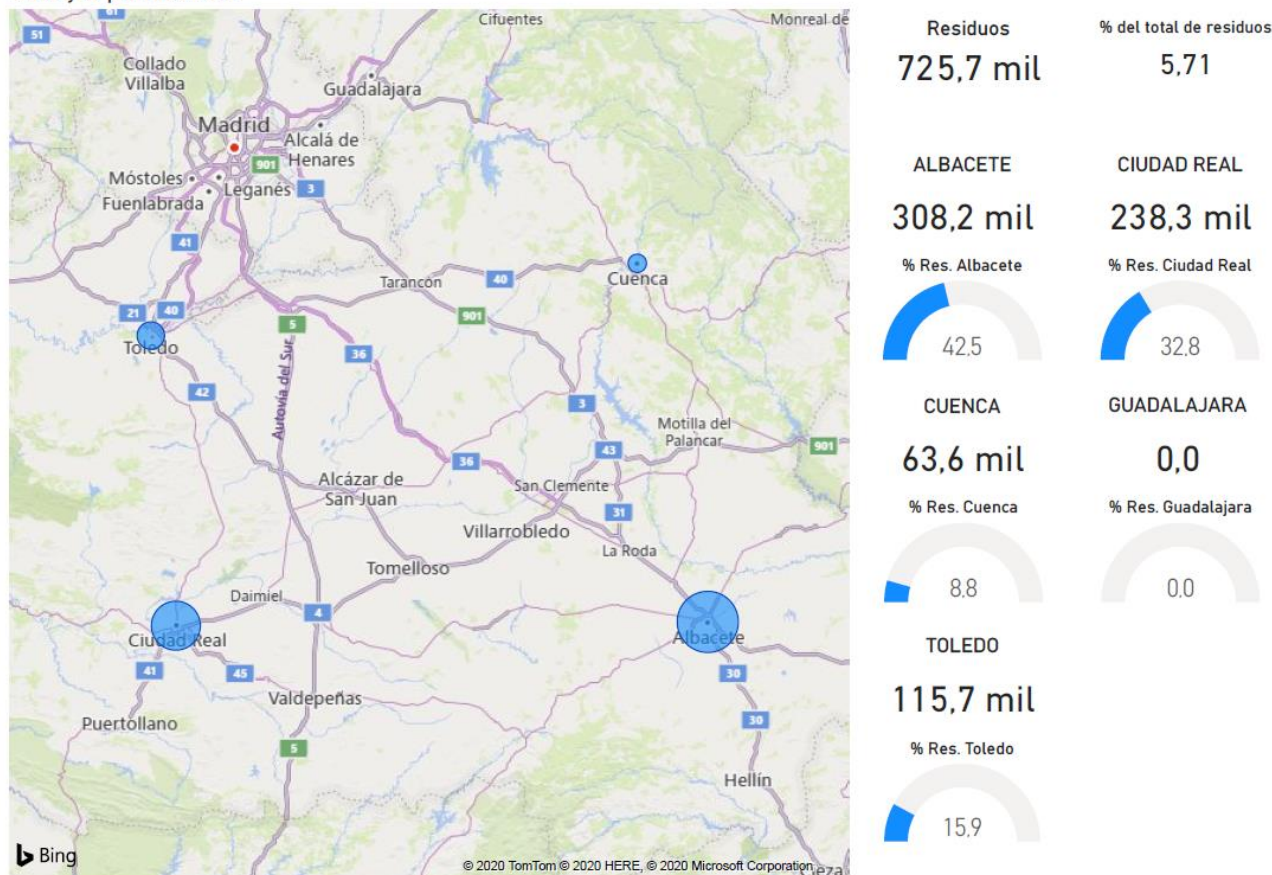 51
61
Cifuentes
Monreal de
Collado
Villalba
Guadalajara
Madrid
Alcalá de
Henares
901
Móstoles
Leganés
3
Fuenlabrada
41
Cuenca
Tarancón
40
21
40
Toledo
901
5
36
Autovía del Sur
42
3
Motilla del
Palancar
43
901
36
Alcázar de
San Juan
San Clemente
31
Villarrobledo
La Roda
Tomelloso
Daimiel
4
Ciudad Real
Albacete
41
45
30
Valdepeñas
Puertollano
30
5
Hellín
Bing
© 2020 TomTom © 2020 HERE, © 2020 Microsoft Corporation
Cieza
Residuos
725,7 mil
% del total de residuos
5,71
ALBACETE
308,2 mil
% Res. Albacete
42,5
CIUDAD REAL
238,3 mil
% Res. Ciudad Real
32,8
CUENCA
63,6 mil
% Res. Cuenca
8,8
GUADALAJARA
0,0
% Res. Guadalajara
0,0
TOLEDO
115,7 mil
% Res. Toledo
15,9